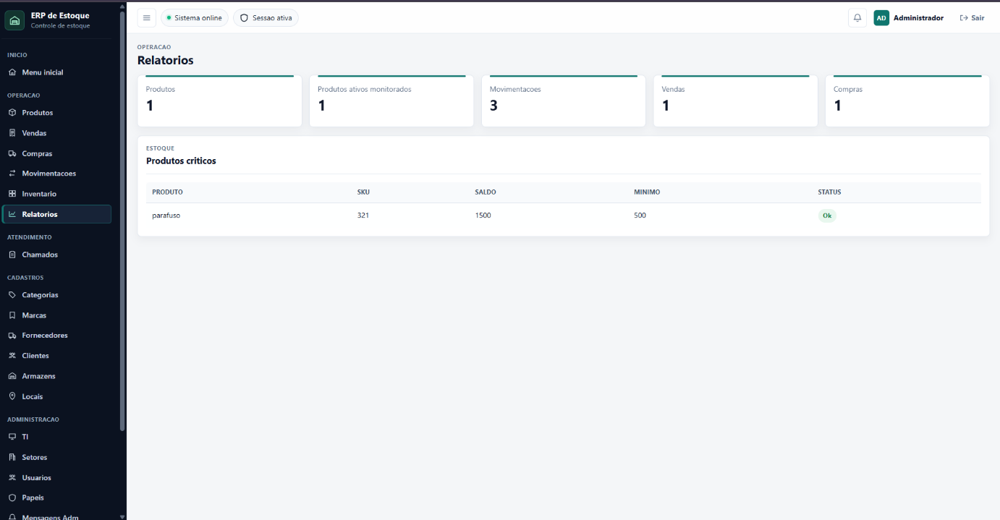 ERP de Estoque
Controle de estoque
INICIO
Menu inicial
OPERACAO
Produtos
Vendas
Compras
Movimentacoes
Inventario
Relatorios
ATENDIMENTO
Chamados
CADASTROS
Categorias
Marcas
Fornecedores
Clientes
Armazens
Locais
ADMINISTRACAO
TI
Setores
Usuarios
Papeis
Mensagens Adm
Sistema online
Sessao ativa
AD Administrador
Sair
OPERACAO
Relatorios
Produtos
1
Produtos ativos monitorados
1
Movimentacoes
3
Vendas
1
Compras
1
ESTOQUE
Produtos criticos
PRODUTO SKU SALDO MINIMO STATUS
parafuso 321 1500 500 Ok